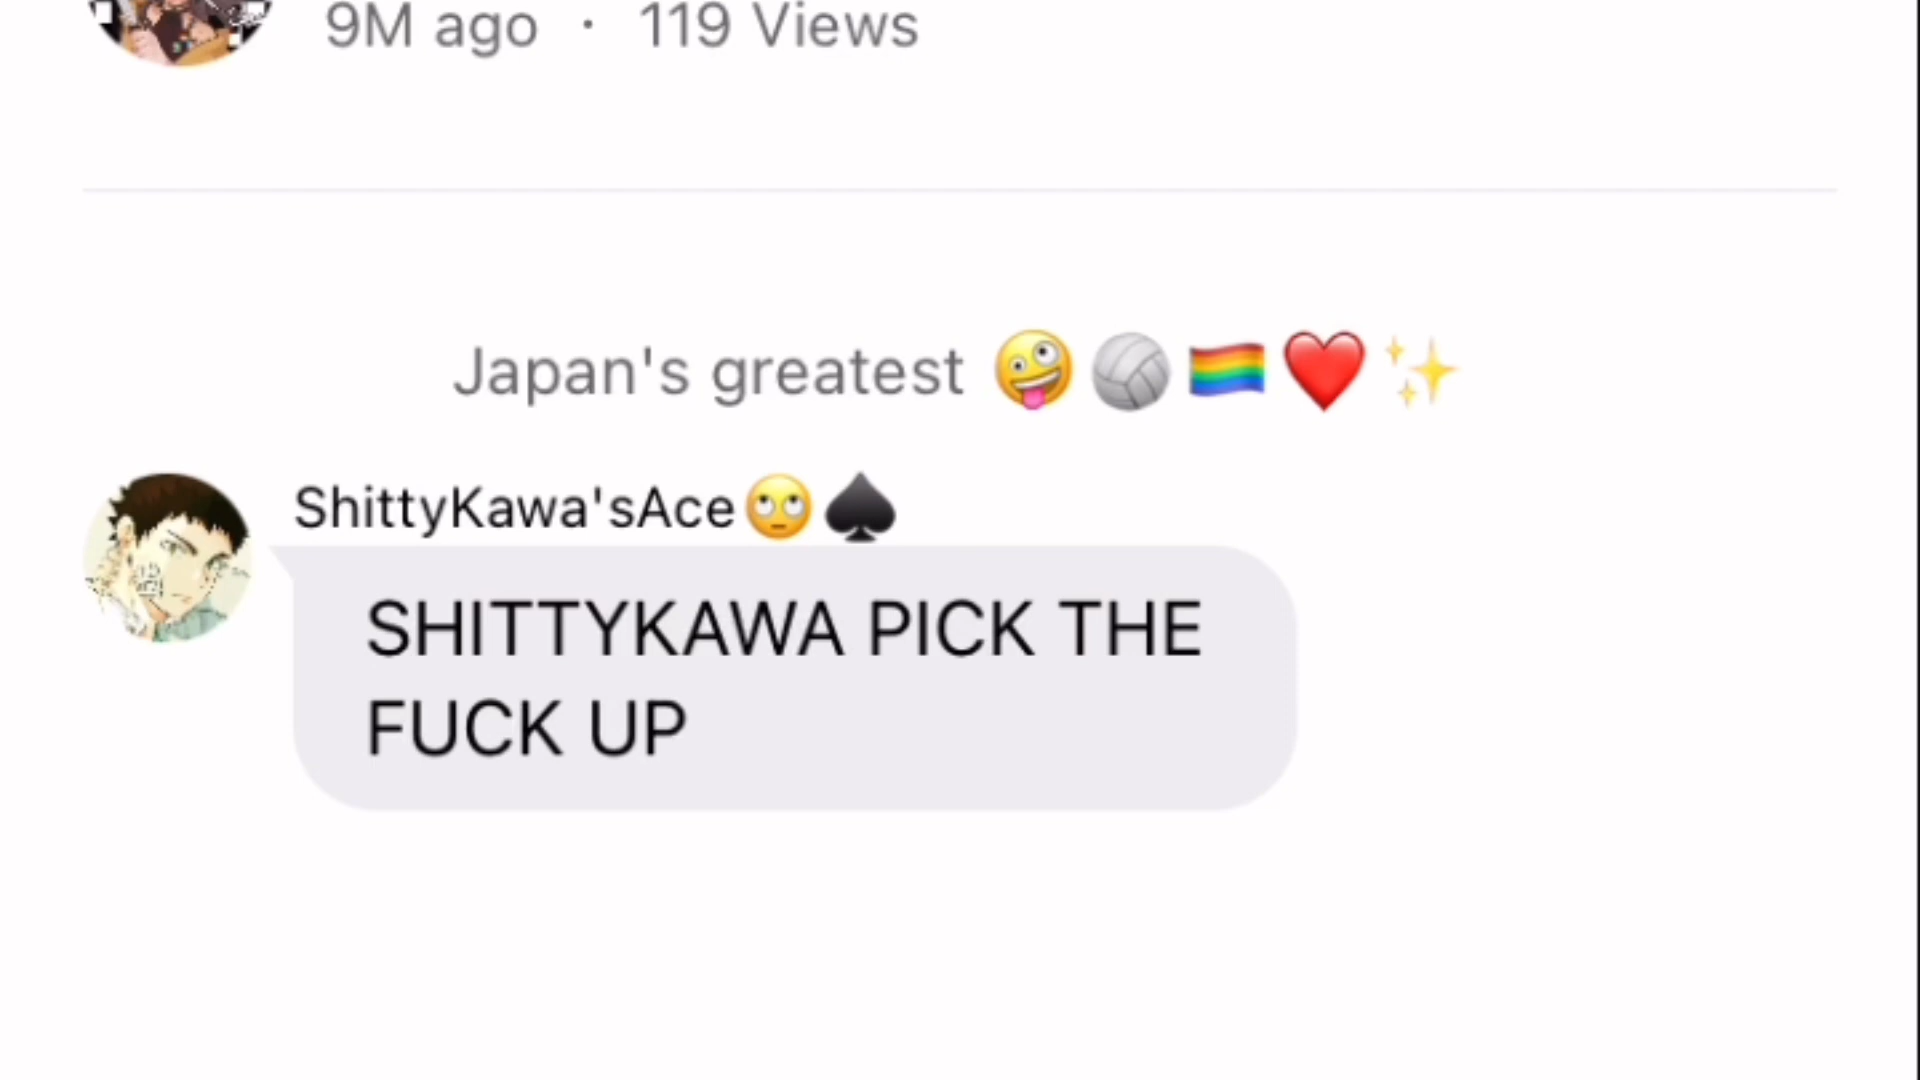 9M ago · 119 Views
Japan's greatest 🤪🏐🏳️‍🌈❤️✨
ShittyKawa'sAce🙄♠️
SHITTYKAWA PICK THE
FUCK UP